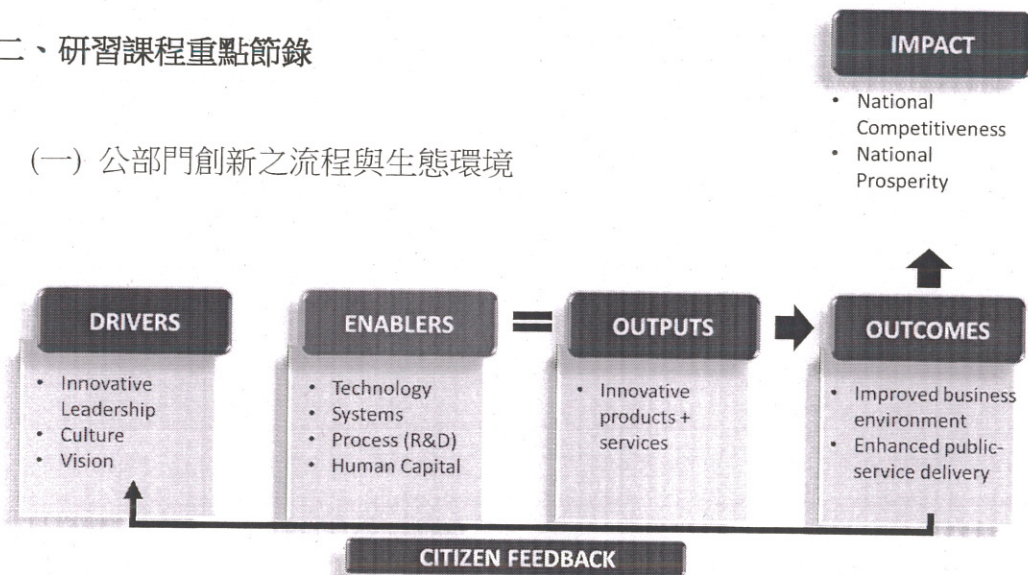 二、研習課程重點節錄
(一) 公部門創新之流程與生態環境
IMPACT
• National
Competitiveness
• National
Prosperity
DRIVERS
• Innovative
Leadership
• Culture
• Vision
ENABLERS
• Technology
• Systems
• Process (R&D)
• Human Capital
=
OUTPUTS
• Innovative
products +
services
OUTCOMES
• Improved business
environment
• Enhanced public-
service delivery
CITIZEN FEEDBACK